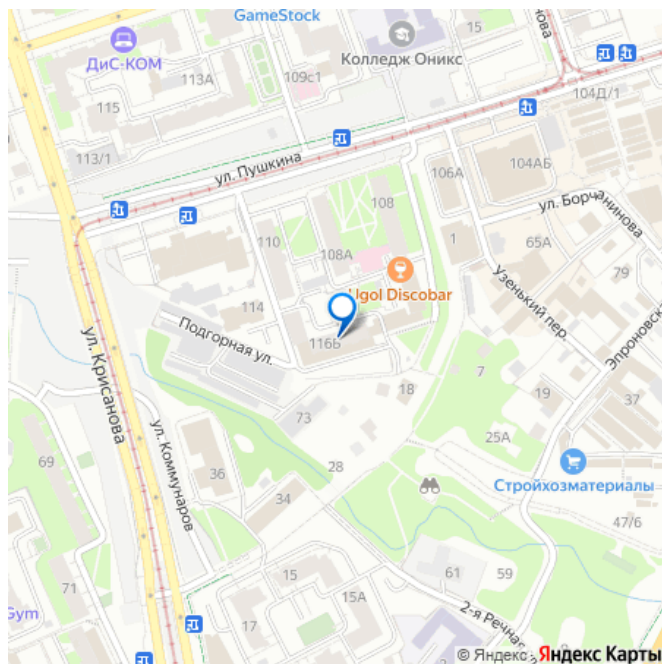 GameStock
ДиС-КОМ
113А
109с1
15
Колледж Оникс
115
104Д/1
113/1
ул. Пушкина
106А
104АБ
108
ул. Борчанинова
110
1
65А
108А
79
Ugol Discobar
114
Узенький пер.
Подгорная ул.
116Б
ул. Крисанова
7
18
19
37
73
ул. Коммунаров
25А
69
36
28
Стройхозматериалы
34
47/6
15
61
59
71
15А
Gym
17
2-я Речная
© Яндекс
Яндекс Карты